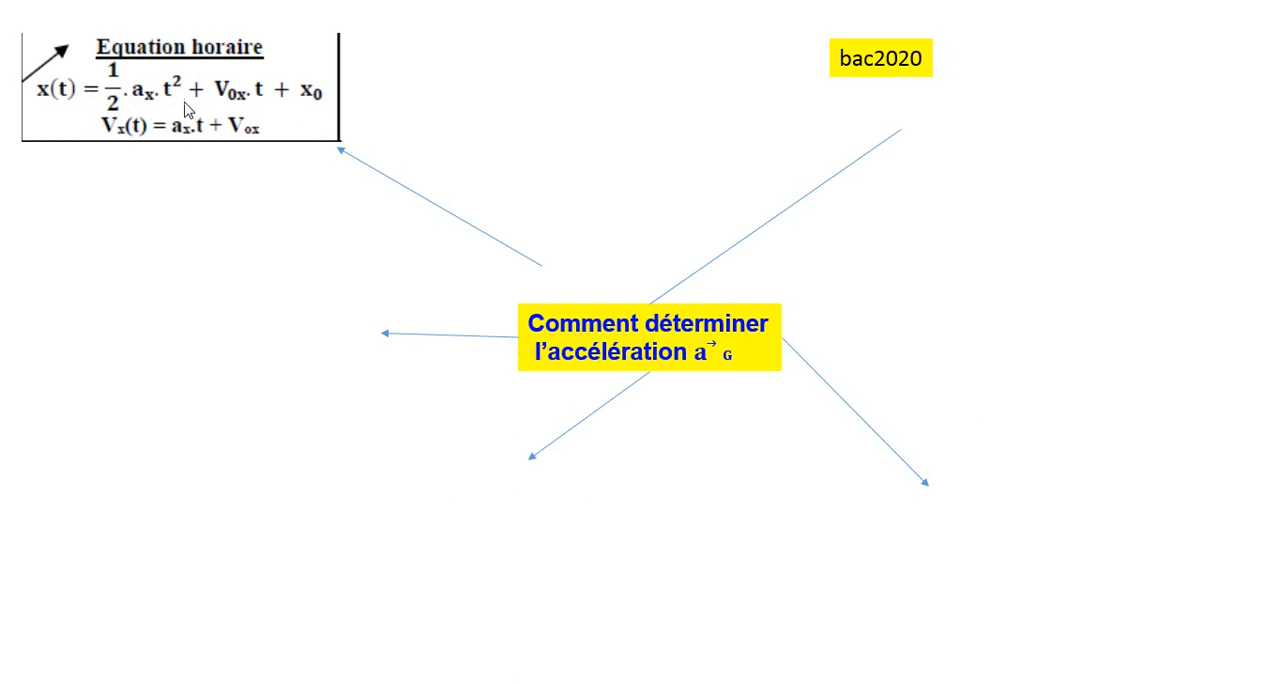 Equation horaire
x(t) = 1/2 . aₓ. t² + V₀ₓ. t + x₀
Vₓ(t) = aₓ.t + Vₒₓ
bac2020
Comment déterminer
l’accélération a⃗ G